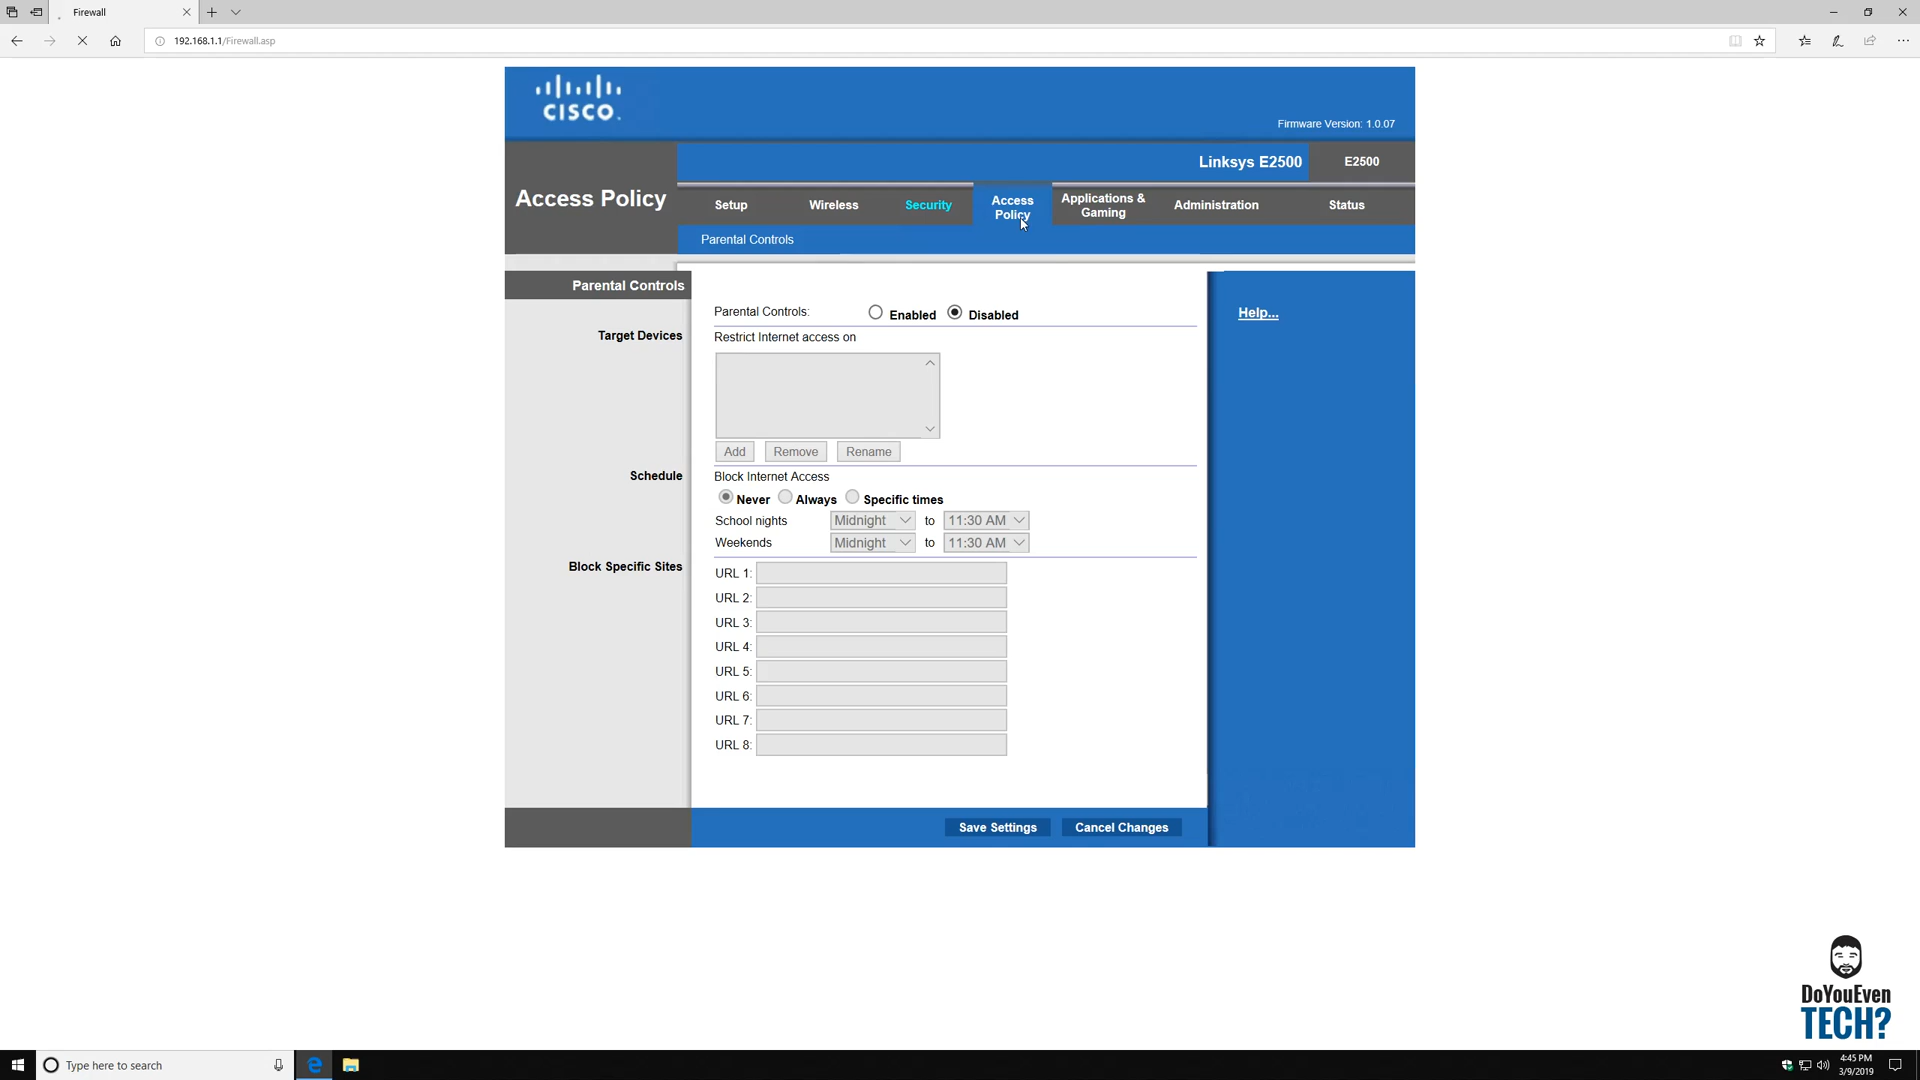 Firewall
192.168.1.1/Firewall.asp
CISCO.
Firmware Version: 1.0.07
Linksys E2500
E2500
Access Policy
Setup
Wireless
Security
Access
Policy
Applications &
Gaming
Administration
Status
Parental Controls
Parental Controls
Parental Controls:
Enabled
Disabled
Help...
Target Devices
Restrict Internet access on
Add
Remove
Rename
Schedule
Block Internet Access
Never
Always
Specific times
School nights
Midnight
to
11:30 AM
Weekends
Midnight
to
11:30 AM
Block Specific Sites
URL 1:
URL 2:
URL 3:
URL 4:
URL 5:
URL 6:
URL 7:
URL 8:
Save Settings
Cancel Changes
DoYouEven
TECH?
Type here to search
4:45 PM
3/9/2019